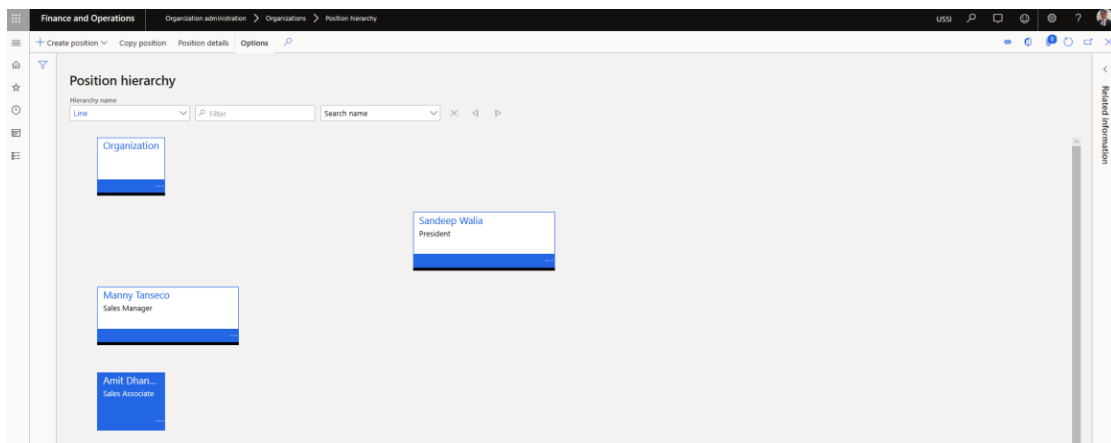 Finance and Operations Organization administration > Organizations > Position hierarchy USSI ?
+ Create position Copy position Position details Options
0
Position hierarchy
Hierarchy name
Line Filter Search name
Related information
Organization
...
Sandeep Walia
President
...
Manny Tanseco
Sales Manager
...
Amit Dhan...
Sales Associate
...